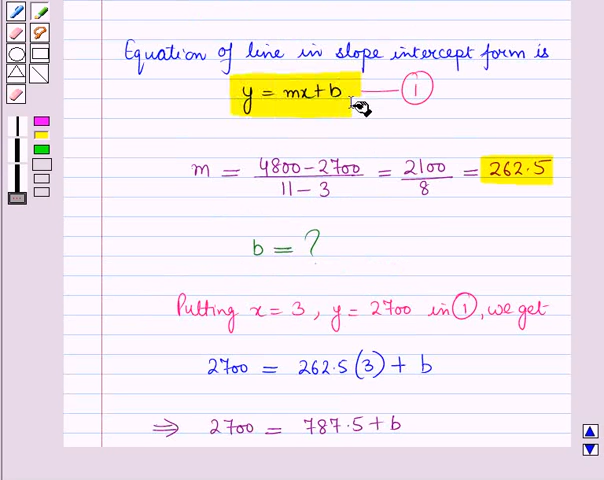 Equation of line in slope intercept form is
y = mx + b — ①
m = 4800 - 2700 / 11 - 3 = 2100 / 8 = 262.5
b = ?
Putting x = 3, y = 2700 in ①, we get
2700 = 262.5(3) + b
⇒ 2700 = 787.5 + b